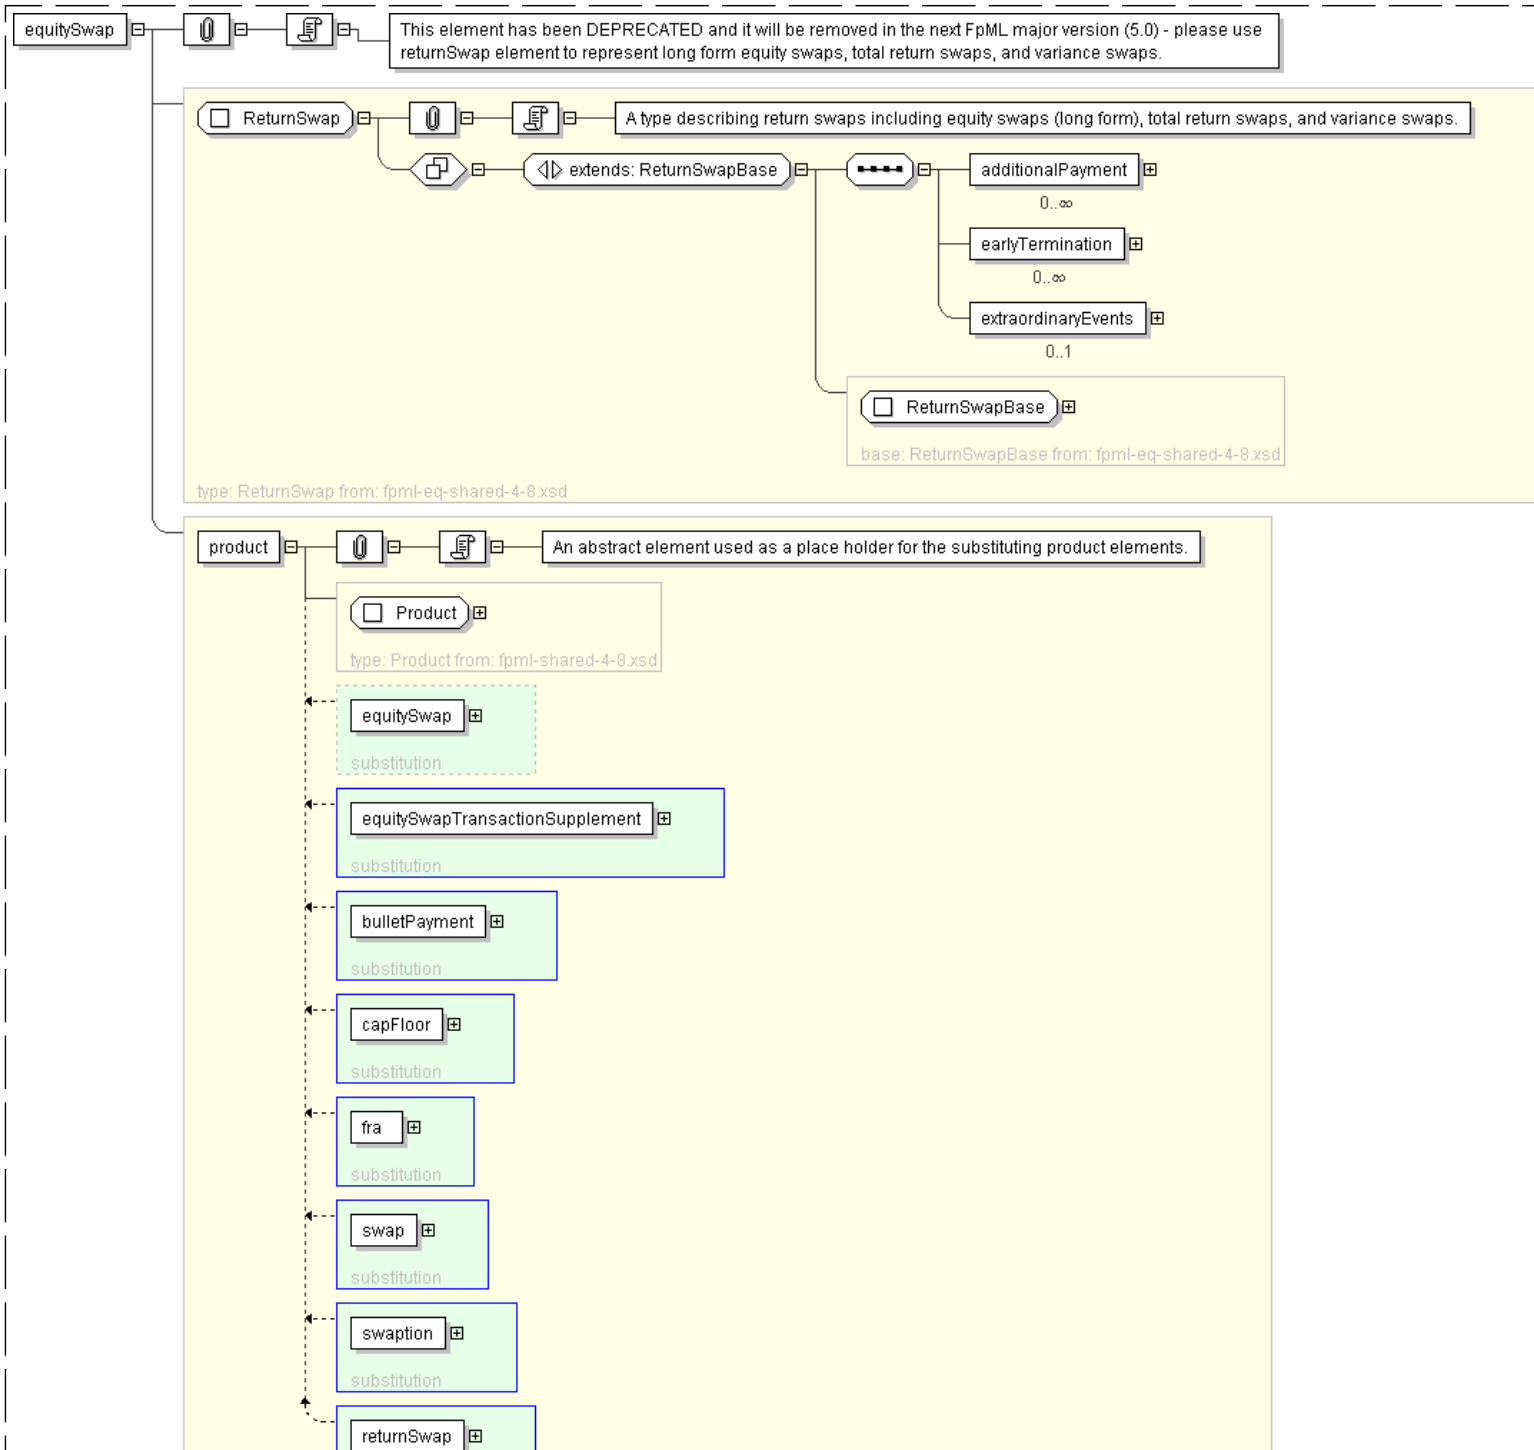 equitySwap
This element has been DEPRECATED and it will be removed in the next FpML major version (5.0) - please use
returnSwap element to represent long form equity swaps, total return swaps, and variance swaps.
ReturnSwap
A type describing return swaps including equity swaps (long form), total return swaps, and variance swaps.
extends: ReturnSwapBase
additionalPayment
0..∞
earlyTermination
0..∞
extraordinaryEvents
0..1
ReturnSwapBase
base: ReturnSwapBase from: fpml-eq-shared-4-8.xsd
type: ReturnSwap from: fpml-eq-shared-4-8.xsd
product
An abstract element used as a place holder for the substituting product elements.
Product
type: Product from: fpml-shared-4-8.xsd
equitySwap
substitution
equitySwapTransactionSupplement
substitution
bulletPayment
substitution
capFloor
substitution
fra
substitution
swap
substitution
swaption
substitution
returnSwap